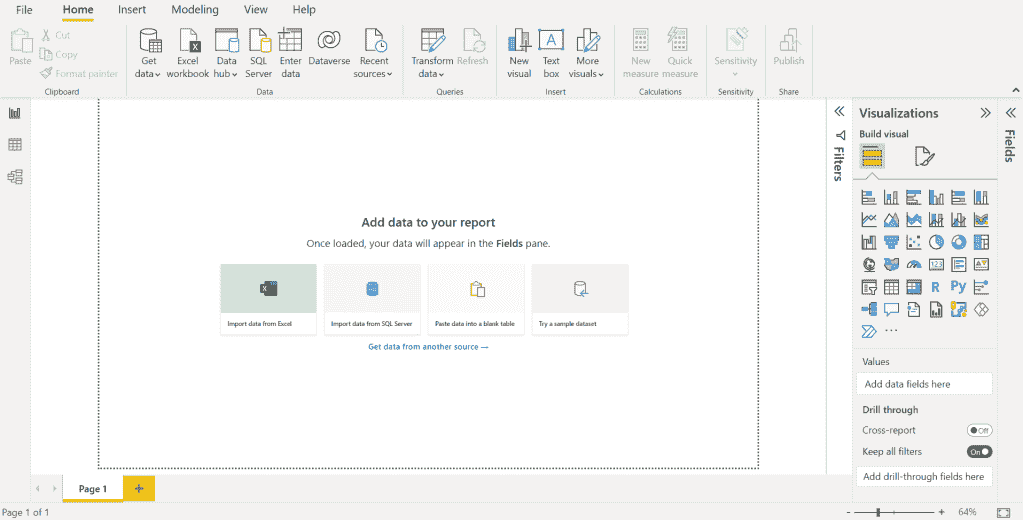 File Home Insert Modeling View Help
Paste
Cut
Copy
Format painter
Clipboard
Get data
Excel workbook
Data hub
SQL Server
Enter data
Dataverse
Recent sources
Data
Transform data
Refresh
Queries
New visual
Text box
More visuals
Insert
New measure
Quick measure
Calculations
Sensitivity
Sensitivity
Publish
Share
Add data to your report
Once loaded, your data will appear in the Fields pane.
Import data from Excel
Import data from SQL Server
Paste data into a blank table
Try a sample dataset
Get data from another source →
Filters
Visualizations
Build visual
R
Py
123
A
X
X
...
Values
Add data fields here
Drill through
Cross-report
Off
Keep all filters
On
Add drill-through fields here
Fields
Page 1
Page 1 of 1
- + 64%